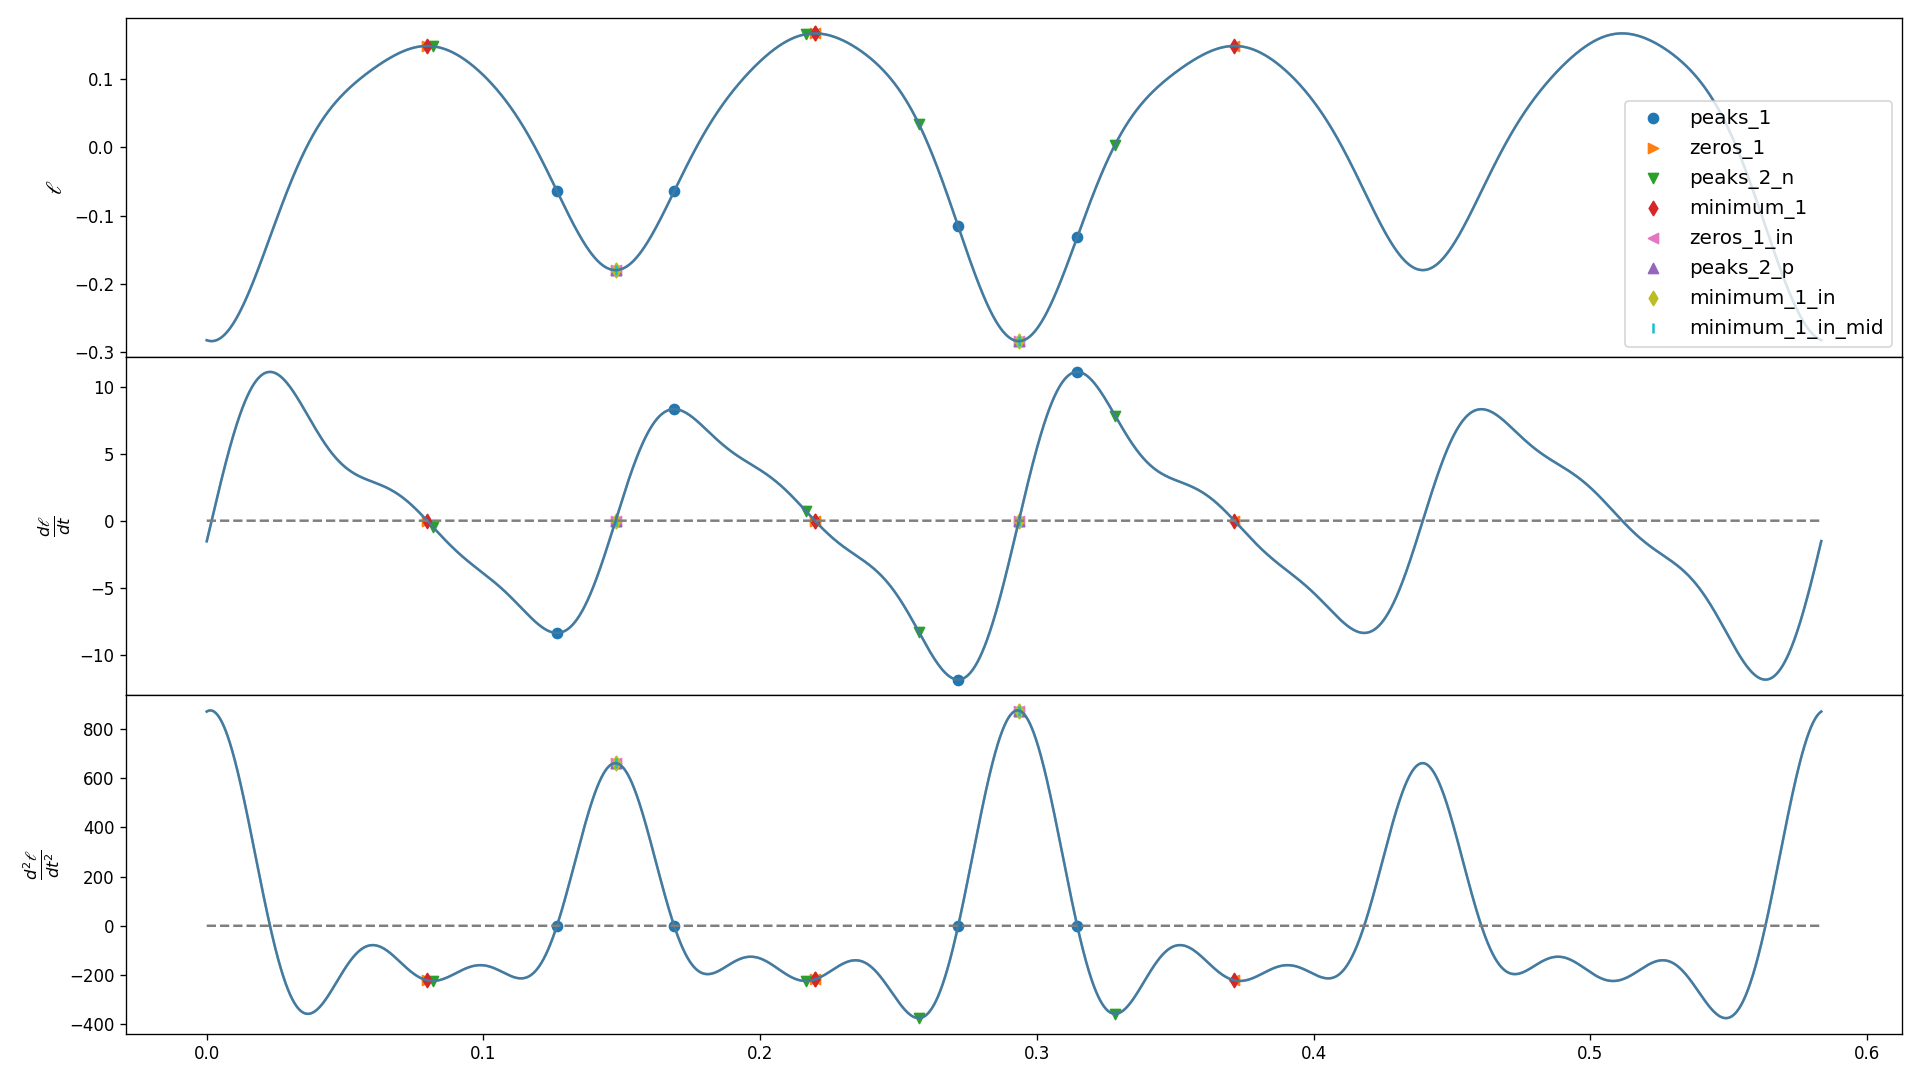 0.1
0.0
−0.1
−0.2
−0.3
ℓ
peaks_1
zeros_1
peaks_2_n
minimum_1
zeros_1_in
peaks_2_p
minimum_1_in
minimum_1_in_mid
10
5
0
−5
−10
dℓ
dt
800
600
400
200
0
−200
−400
d²ℓ
dt²
0.0 0.1 0.2 0.3 0.4 0.5 0.6